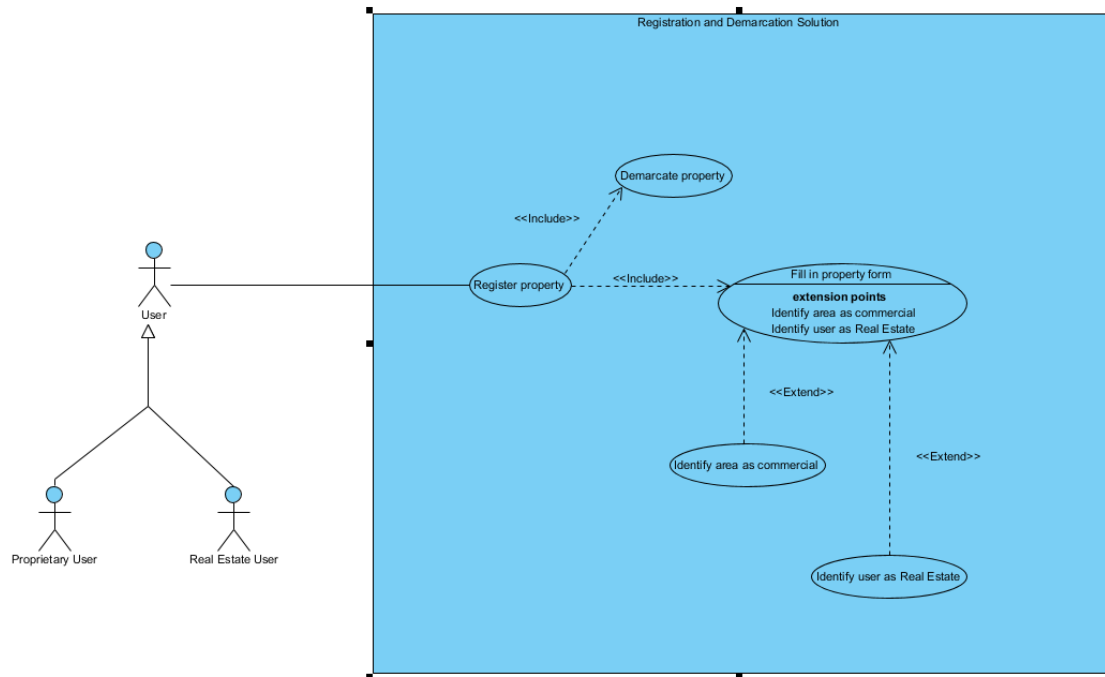 Registration and Demarcation Solution
Demarcate property
<<Include>>
Register property
<<Include>>
Fill in property form
extension points
Identify area as commercial
Identify user as Real Estate
User
<<Extend>>
<<Extend>>
Identify area as commercial
Proprietary User
Real Estate User
Identify user as Real Estate